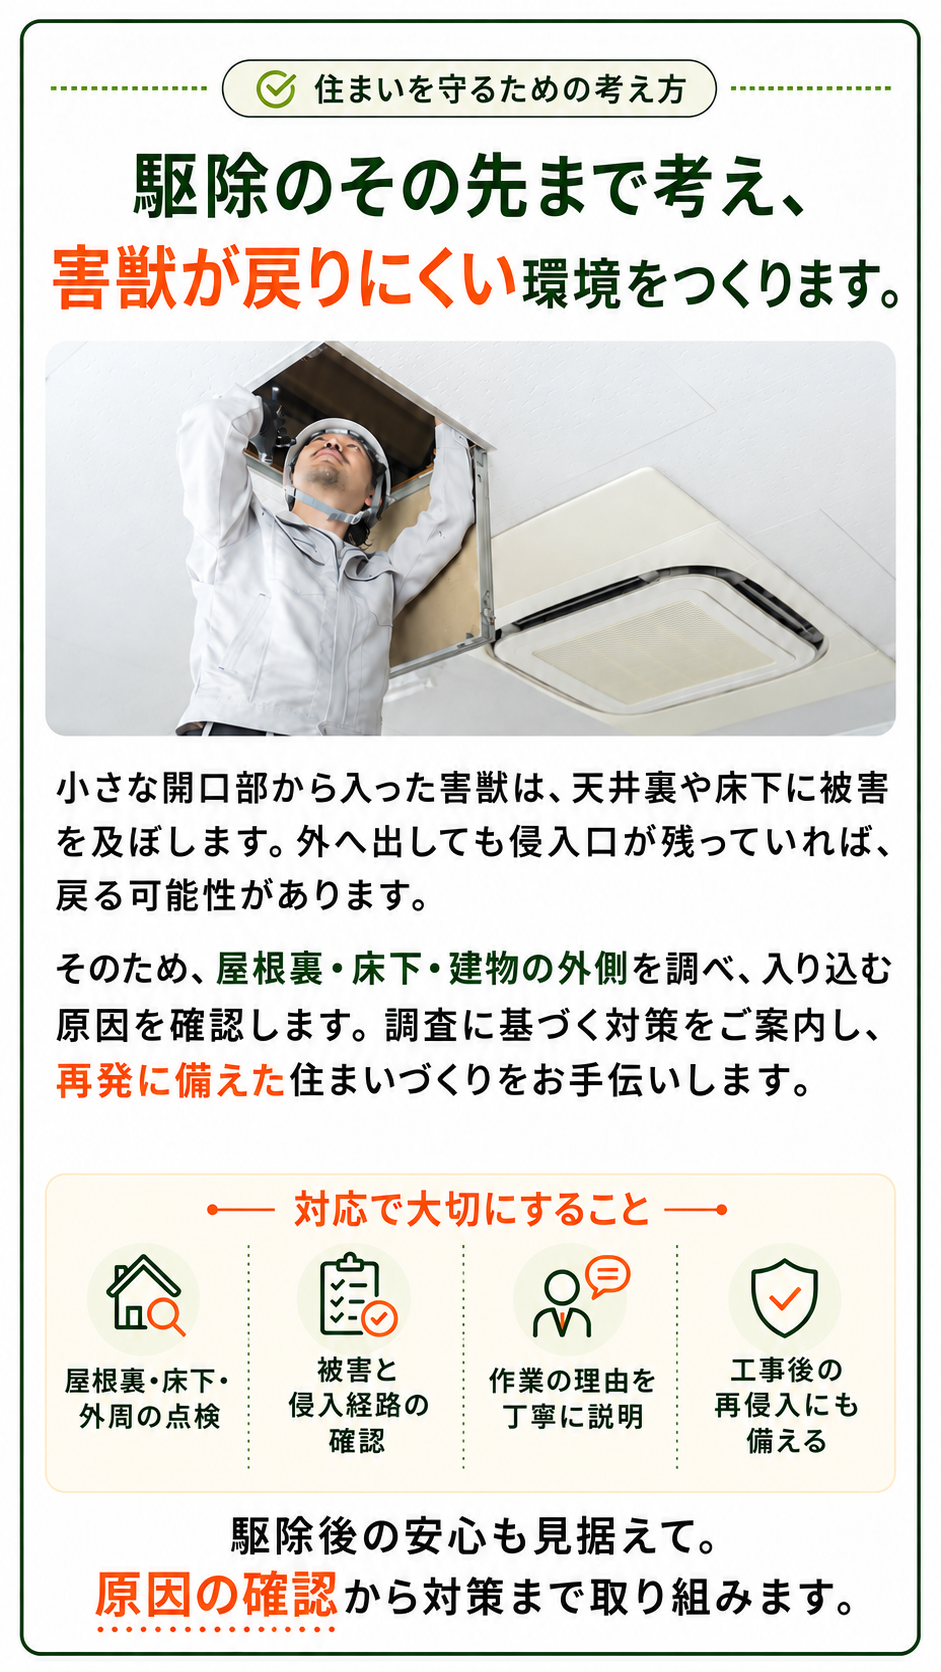 住まいを守るための考え方
駆除のその先まで考え、
害獣が戻りにくい環境をつくります。
小さな開口部から入った害獣は、天井裏や床下に被害
を及ぼします。外へ出しても侵入口が残っていれば、
戻る可能性があります。
そのため、屋根裏・床下・建物の外側を調べ、入り込む
原因を確認します。調査に基づく対策をご案内し、
再発に備えた住まいづくりをお手伝いします。
対応で大切にすること
屋根裏・床下・
外周の点検
被害と
侵入経路の
確認
作業の理由を
丁寧に説明
工事後の
再侵入にも
備える
駆除後の安心も見据えて。
原因の確認から対策まで取り組みます。